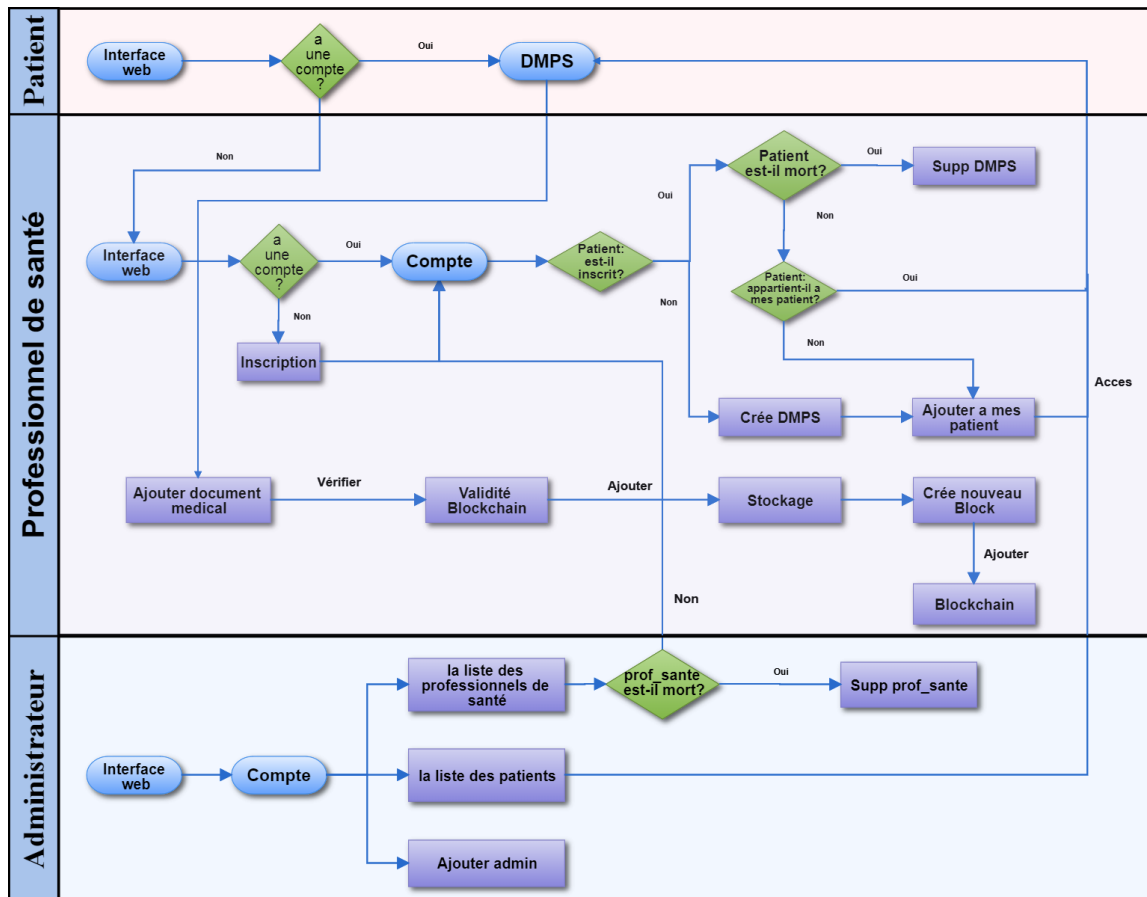 Patient
Interface
web
a
une
compte
?
Oui
DMPS
Non
Professionnel de santé
Patient
est-il mort?
Oui
Supp DMPS
Oui
Non
Interface
web
a
une
compte
?
Oui
Compte
Patient:
est-il
inscrit?
Patient:
appartient-il a
mes patient?
Oui
Non
Non
Inscription
Non
Acces
Crée DMPS
Ajouter a mes
patient
Ajouter document
medical
Vérifier
Validité
Blockchain
Ajouter
Stockage
Crée nouveau
Block
Ajouter
Blockchain
Non
Administrateur
la liste des
professionnels de
santé
prof_sante
est-il mort?
Oui
Supp prof_sante
Interface
web
Compte
la liste des patients
Ajouter admin